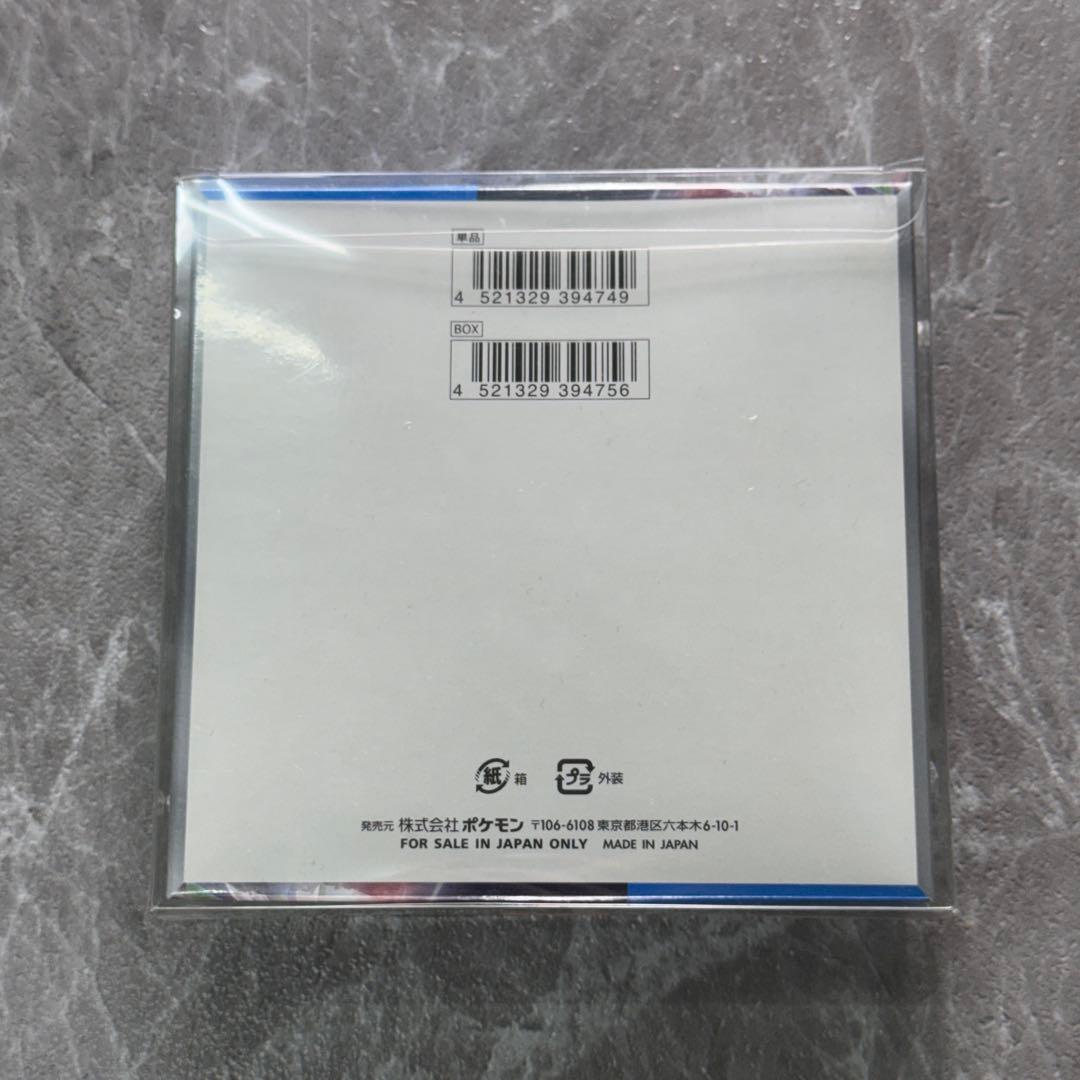 単品
4 521329 394749
BOX
4 521329 394756
紙 箱 プラ 外装
発売元 株式会社 ポケモン 〒106-6108 東京都港区六本木6-10-1
FOR SALE IN JAPAN ONLY MADE IN JAPAN